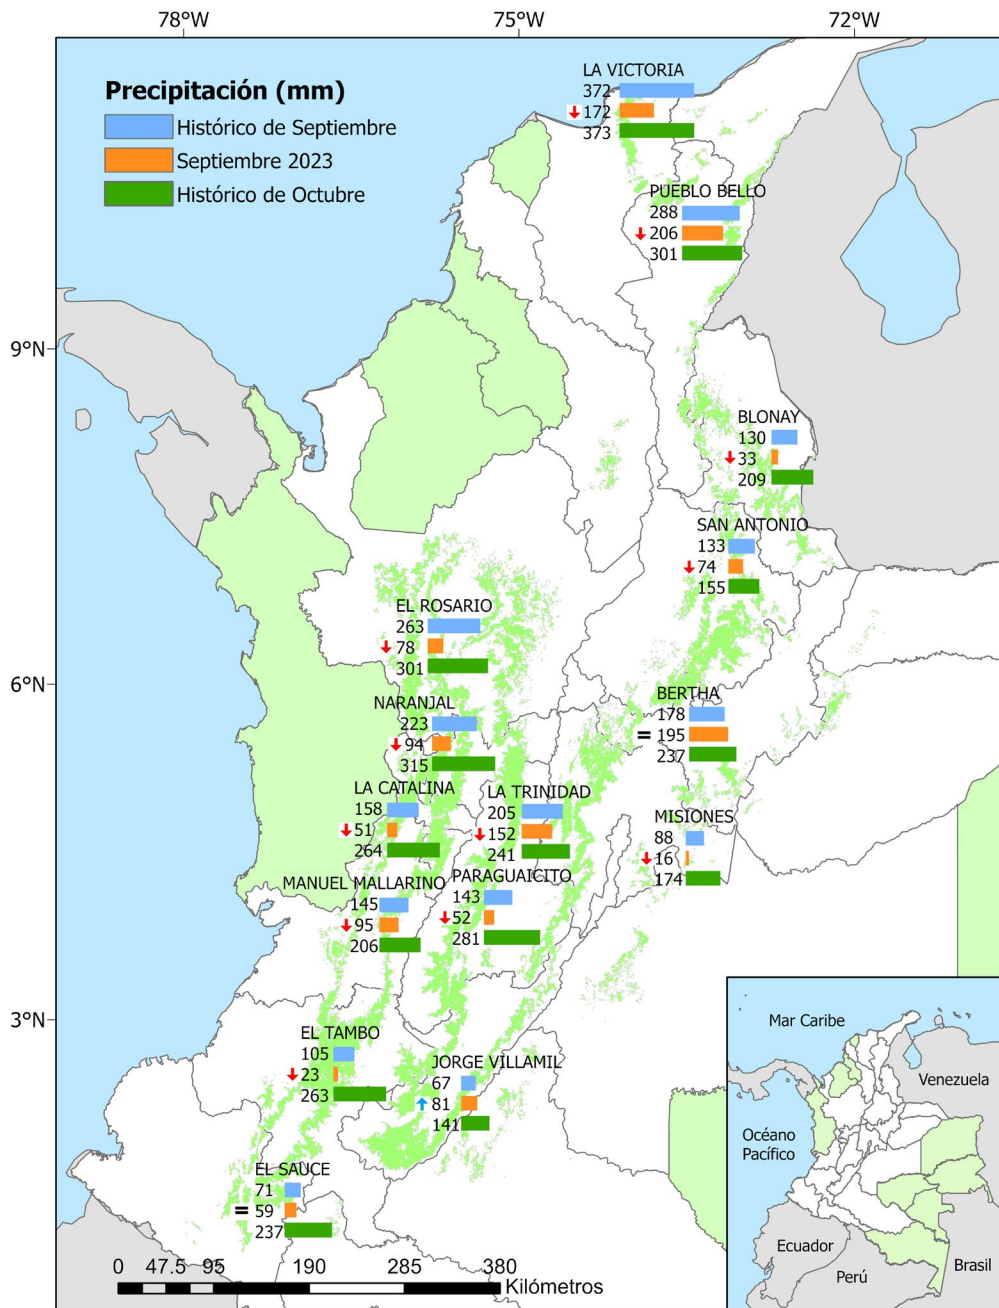 78°W 75°W 72°W
Precipitación (mm)
Histórico de Septiembre
Septiembre 2023
Histórico de Octubre
LA VICTORIA
372
172
373
PUEBLO BELLO
288
206
301
9°N
BLONAY
130
33
209
SAN ANTONIO
133
74
155
EL ROSARIO
263
78
301
6°N
BERTHA
178
= 195
237
NARANJAL
223
94
315
LA CATALINA
158
51
264
LA TRINIDAD
205
152
241
MISIONES
88
16
174
MANUEL MALLARINO
145
95
206
PARAGUAICITO
143
52
281
3°N
EL TAMBO
105
23
263
JORGE VILLAMIL
67
81
141
EL SAUCE
71
= 59
237
0 47.5 95 190 285 380
Kilómetros
Mar Caribe
Venezuela
Océano
Pacífico
Ecuador
Perú
Brasil